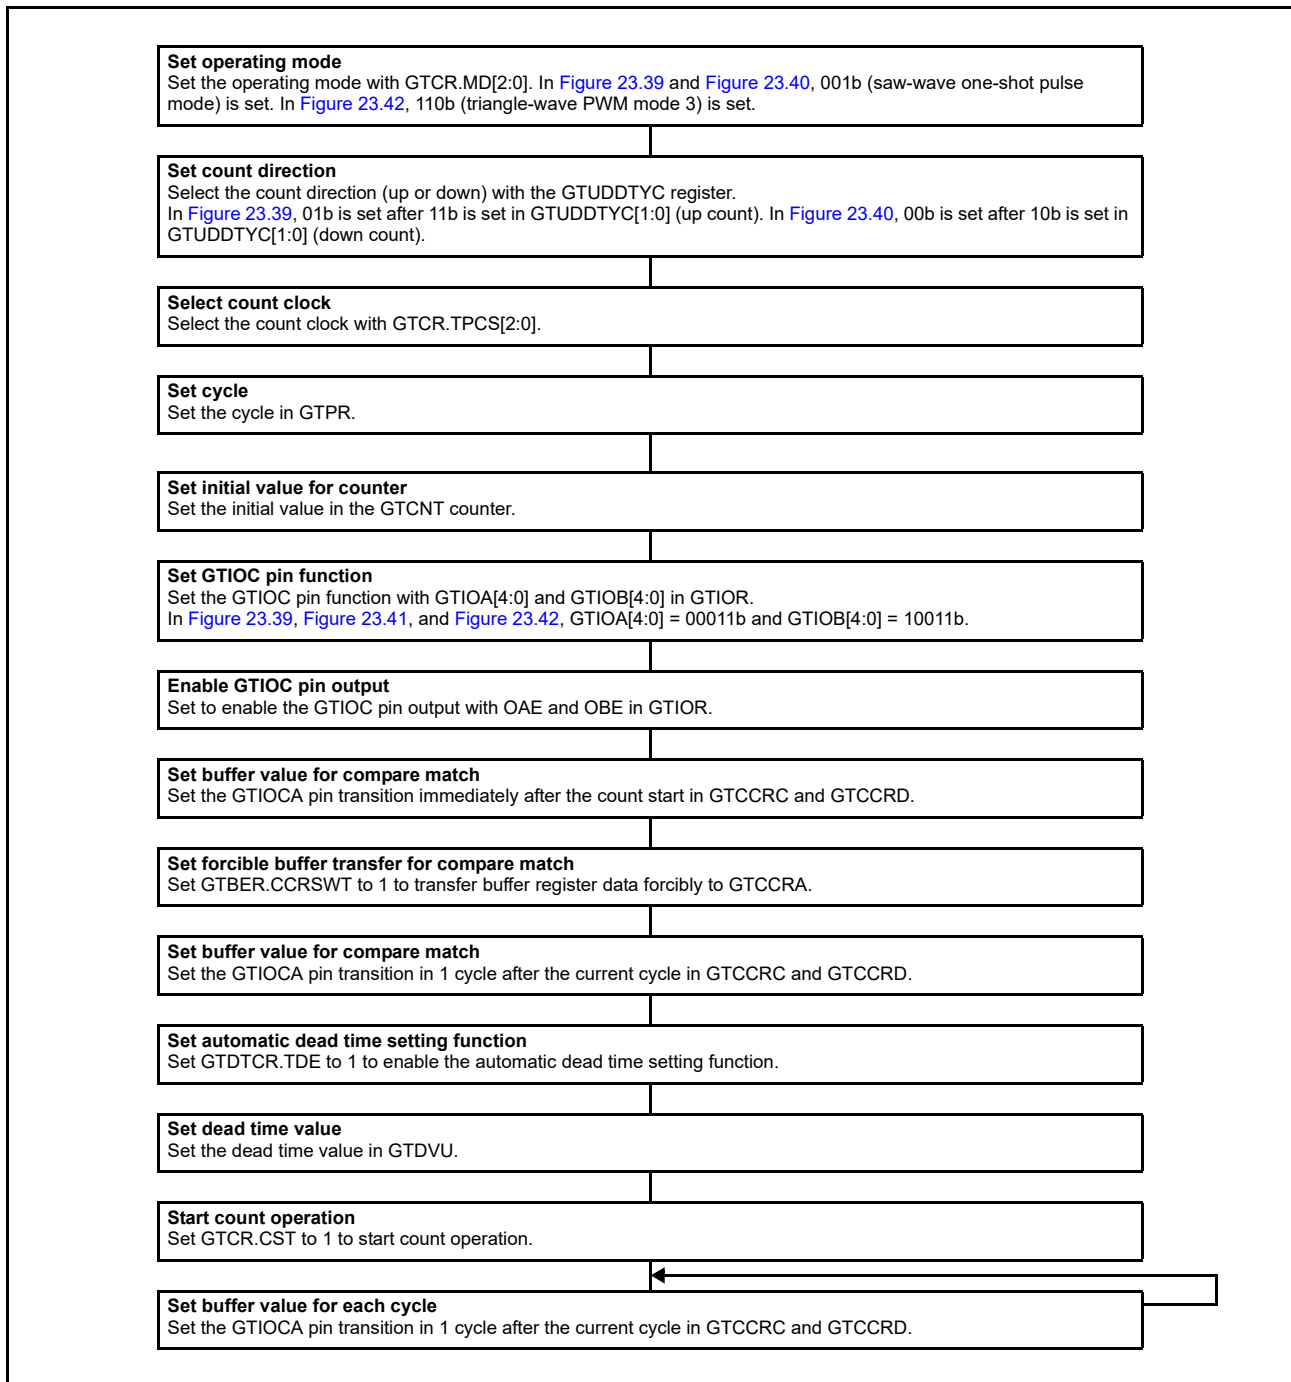 Set operating mode
Set the operating mode with GTCR.MD[2:0]. In Figure 23.39 and Figure 23.40, 001b (saw-wave one-shot pulse
mode) is set. In Figure 23.42, 110b (triangle-wave PWM mode 3) is set.
Set count direction
Select the count direction (up or down) with the GTUDDTYC register.
In Figure 23.39, 01b is set after 11b is set in GTUDDTYC[1:0] (up count). In Figure 23.40, 00b is set after 10b is set in
GTUDDTYC[1:0] (down count).
Select count clock
Select the count clock with GTCR.TPCS[2:0].
Set cycle
Set the cycle in GTPR.
Set initial value for counter
Set the initial value in the GTCNT counter.
Set GTIOC pin function
Set the GTIOC pin function with GTIOA[4:0] and GTIOB[4:0] in GTIOR.
In Figure 23.39, Figure 23.41, and Figure 23.42, GTIOA[4:0] = 00011b and GTIOB[4:0] = 10011b.
Enable GTIOC pin output
Set to enable the GTIOC pin output with OAE and OBE in GTIOR.
Set buffer value for compare match
Set the GTIOCA pin transition immediately after the count start in GTCCRC and GTCCRD.
Set forcible buffer transfer for compare match
Set GTBER.CCRSWT to 1 to transfer buffer register data forcibly to GTCCRA.
Set buffer value for compare match
Set the GTIOCA pin transition in 1 cycle after the current cycle in GTCCRC and GTCCRD.
Set automatic dead time setting function
Set GTDTCR.TDE to 1 to enable the automatic dead time setting function.
Set dead time value
Set the dead time value in GTDVU.
Start count operation
Set GTCR.CST to 1 to start count operation.
Set buffer value for each cycle
Set the GTIOCA pin transition in 1 cycle after the current cycle in GTCCRC and GTCCRD.